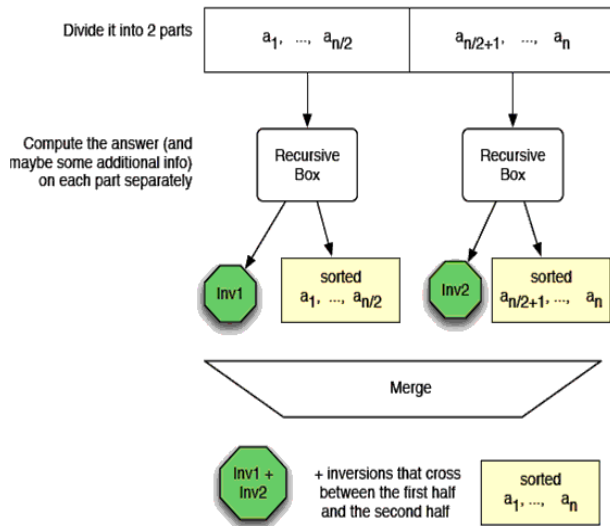 Divide it into 2 parts
a1, ..., an/2
an/2+1, ..., an
Compute the answer (and
maybe some additional info)
on each part separately
Recursive
Box
Recursive
Box
Inv1
sorted
a1, ..., an/2
Inv2
sorted
an/2+1, ..., an
Merge
Inv1 +
Inv2
+ inversions that cross
between the first half
and the second half
sorted
a1, ..., an